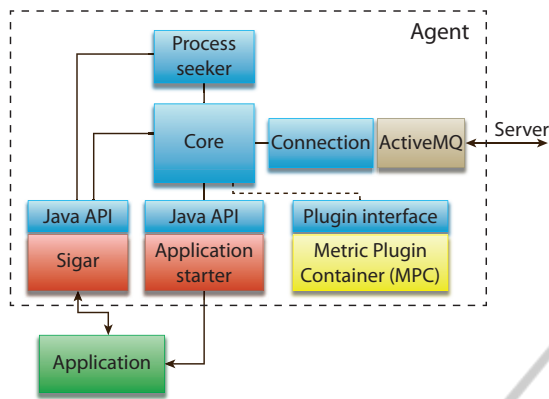 Agent
Process
seeker
Core
Connection
ActiveMQ
Server
Java API
Java API
Plugin interface
Sigar
Application
starter
Metric Plugin
Container (MPC)
Application